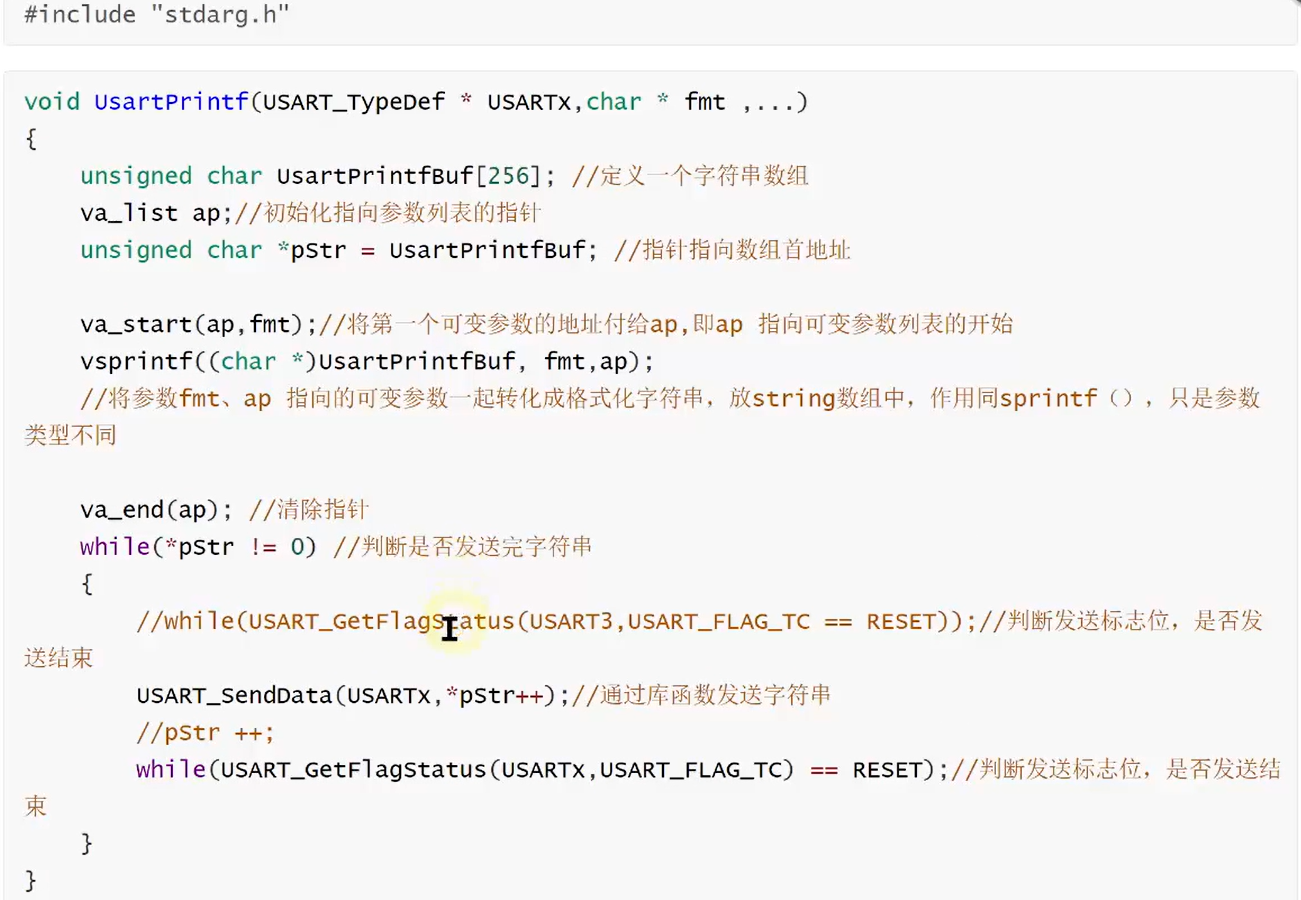 #include "stdarg.h"
void UsartPrintf(USART_TypeDef * USARTx,char * fmt ,...)
{
unsigned char UsartPrintfBuf[256]; //定义一个字符串数组
va_list ap;//初始化指向参数列表的指针
unsigned char *pStr = UsartPrintfBuf; //指针指向数组首地址
va_start(ap,fmt);//将第一个可变参数的地址付给ap,即ap 指向可变参数列表的开始
vsprintf((char *)UsartPrintfBuf, fmt,ap);
//将参数fmt、ap 指向的可变参数一起转化成格式化字符串，放string数组中，作用同sprintf（），只是参数
类型不同
va_end(ap); //清除指针
while(*pStr != 0) //判断是否发送完字符串
{
//while(USART_GetFlagStatus(USART3,USART_FLAG_TC == RESET));//判断发送标志位，是否发
送结束
USART_SendData(USARTx,*pStr++);//通过库函数发送字符串
//pStr ++;
while(USART_GetFlagStatus(USARTx,USART_FLAG_TC) == RESET);//判断发送标志位，是否发送结
束
}
}